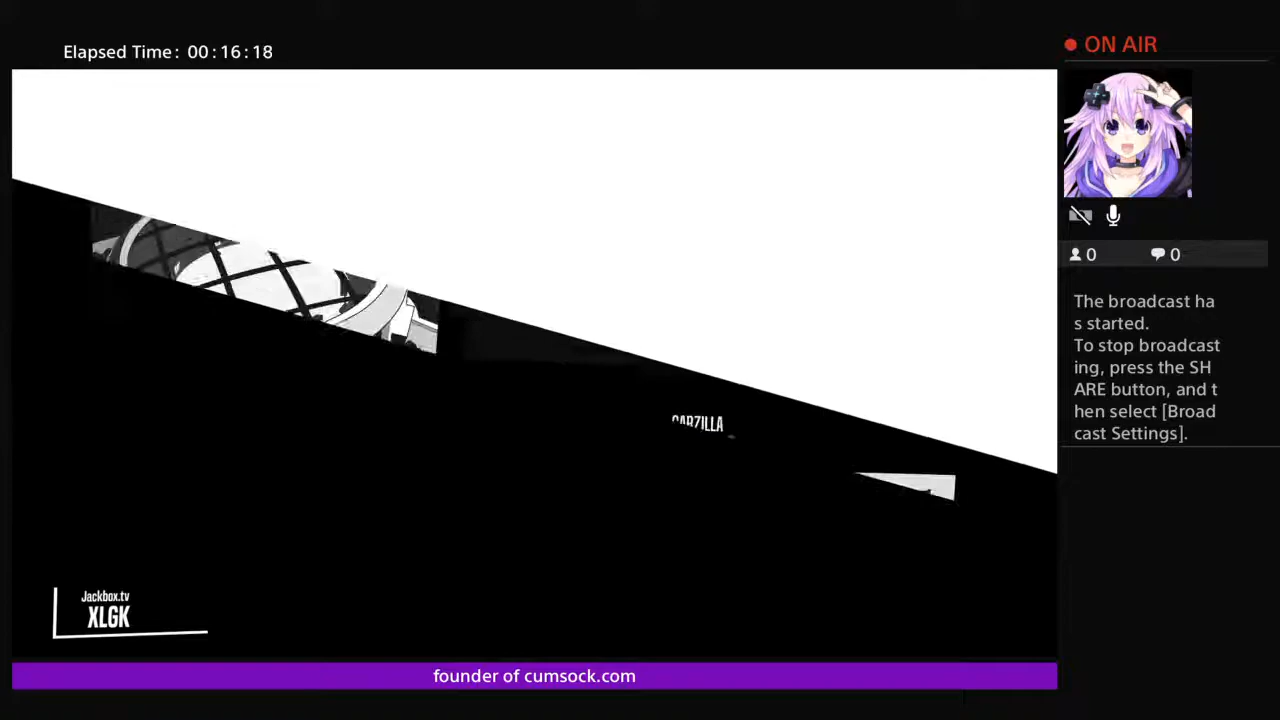 Elapsed Time: 00:16:18
ON AIR
0 0
The broadcast ha
s started.
To stop broadcast
ing, press the SH
ARE button, and t
hen select [Broad
cast Settings].
Jackbox.tv
XLGK
founder of cumsock.com